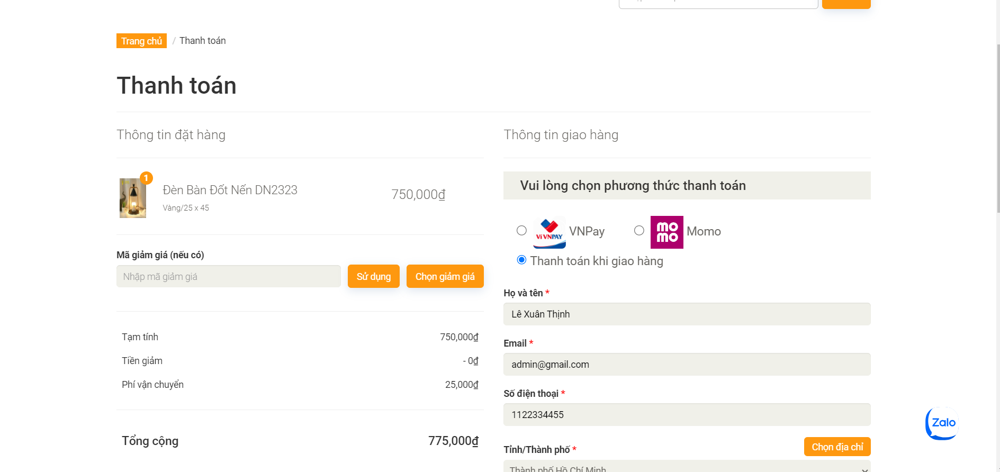 Trang chủ / Thanh toán
Thanh toán
Thông tin đặt hàng
1
Đèn Bàn Đốt Nến DN2323
750,000₫
Vàng/25 x 45
Mã giảm giá (nếu có)
Nhập mã giảm giá
Sử dụng
Chọn giảm giá
Tạm tính 750,000₫
Tiền giảm - 0₫
Phí vận chuyển 25,000₫
Tổng cộng 775,000₫
Thông tin giao hàng
Vui lòng chọn phương thức thanh toán
Ví VNPAY
VNPay
momo
Momo
Thanh toán khi giao hàng
Họ và tên *
Lê Xuân Thịnh
Email *
admin@gmail.com
Số điện thoại *
1122334455
Tỉnh/Thành phố *
Chọn địa chỉ
Thành phố Hồ Chí Minh
Zalo